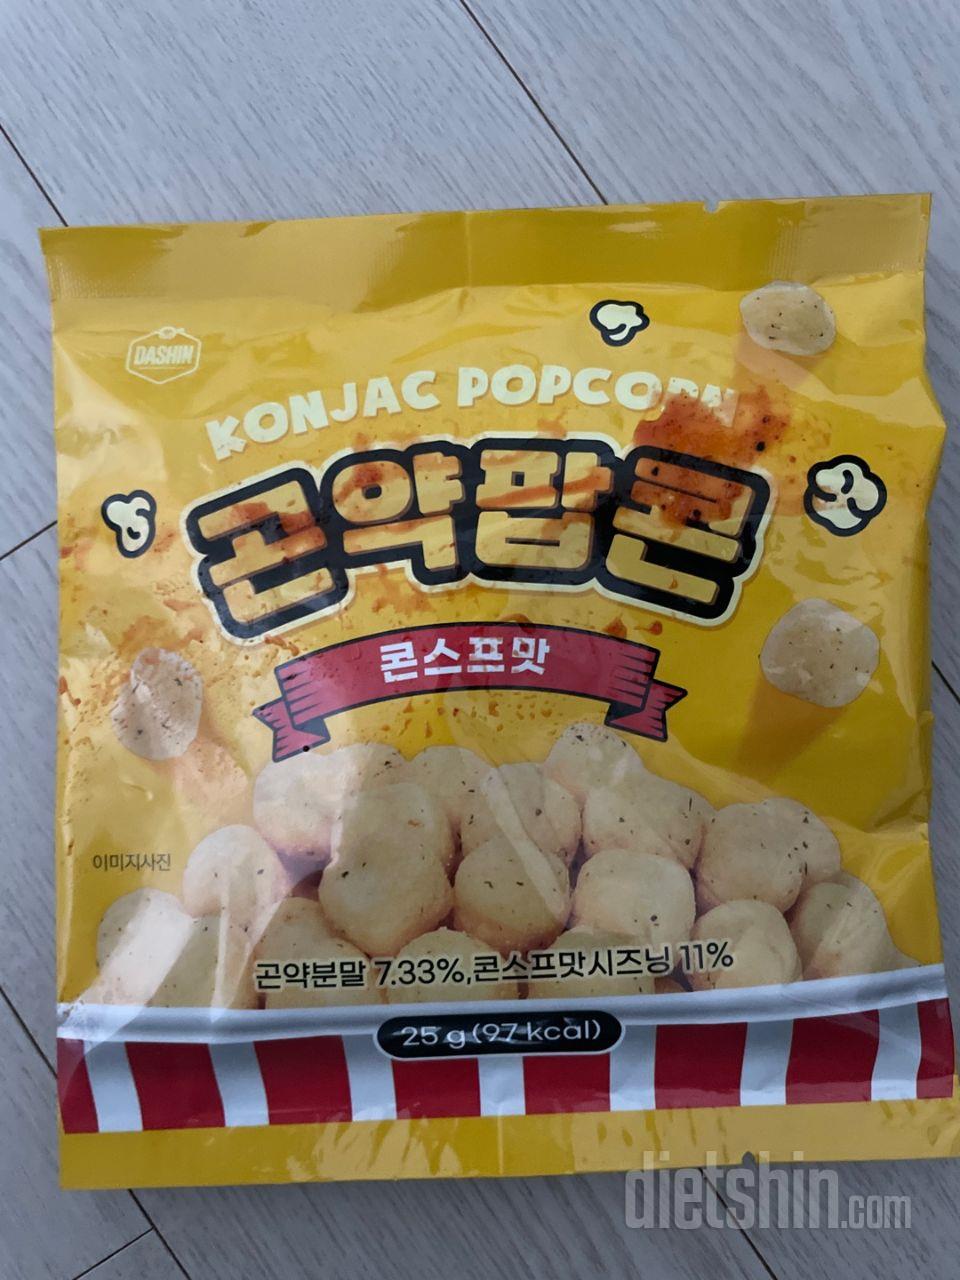 DASHIN
KONJAC POPCORN
곤약팝콘
콘스프맛
이미지사진
곤약분말 7.33%,콘스프맛시즈닝 11%
25 g (97 kcal)
dietshin.com